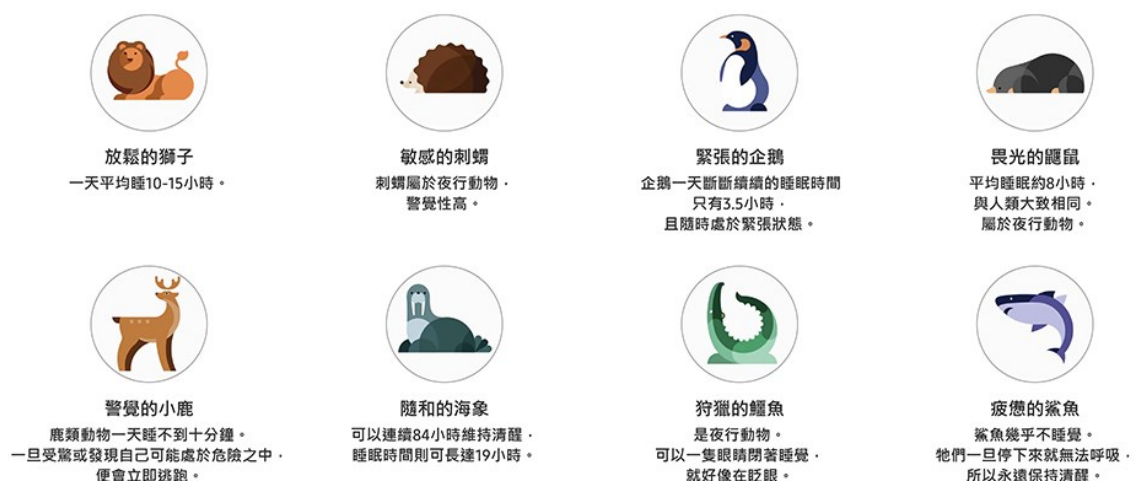 放鬆的獅子
一天平均睡10-15小時。
敏感的刺蝟
刺蝟屬於夜行動物，
警覺性高。
緊張的企鵝
企鵝一天斷斷續續的睡眠時間
只有3.5小時，
且隨時處於緊張狀態。
畏光的鼴鼠
平均睡眠約8小時，
與人類大致相同。
屬於夜行動物。
警覺的小鹿
鹿類動物一天睡不到十分鐘。
一旦受驚或發現自己可能處於危險之中，
便會立即逃跑。
隨和的海象
可以連續84小時維持清醒，
睡眠時間則可長達19小時。
狩獵的鱷魚
是夜行動物。
可以一隻眼睛閉著睡覺，
就好像在眨眼。
疲憊的鯊魚
鯊魚幾乎不睡覺。
牠們一旦停下來就無法呼吸，
所以永遠保持清醒。